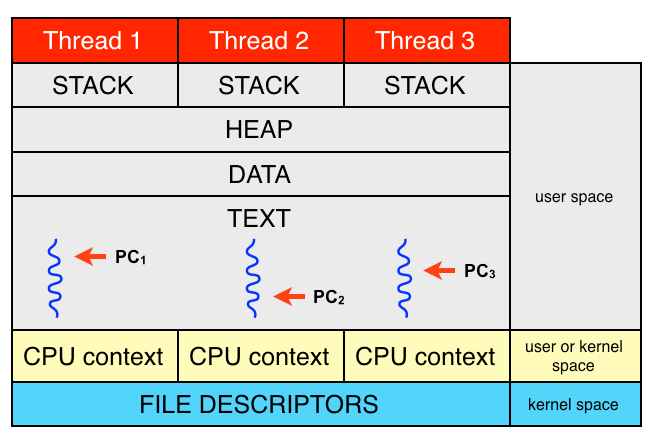 Thread 1 Thread 2 Thread 3
STACK STACK STACK
HEAP
DATA
TEXT
user space
PC₁
PC₂
PC₃
CPU context CPU context CPU context
user or kernel
space
FILE DESCRIPTORS
kernel space